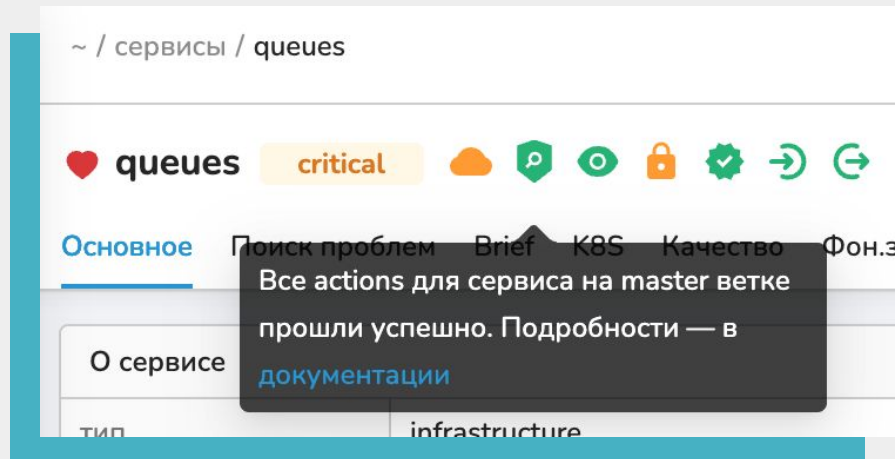 ~ / сервисы / queues
queues critical
Основное Поиск проблем Brief K8S Качество Фон.з
Все actions для сервиса на master ветке
прошли успешно. Подробности — в
документации
О сервисе
тип infrastructure